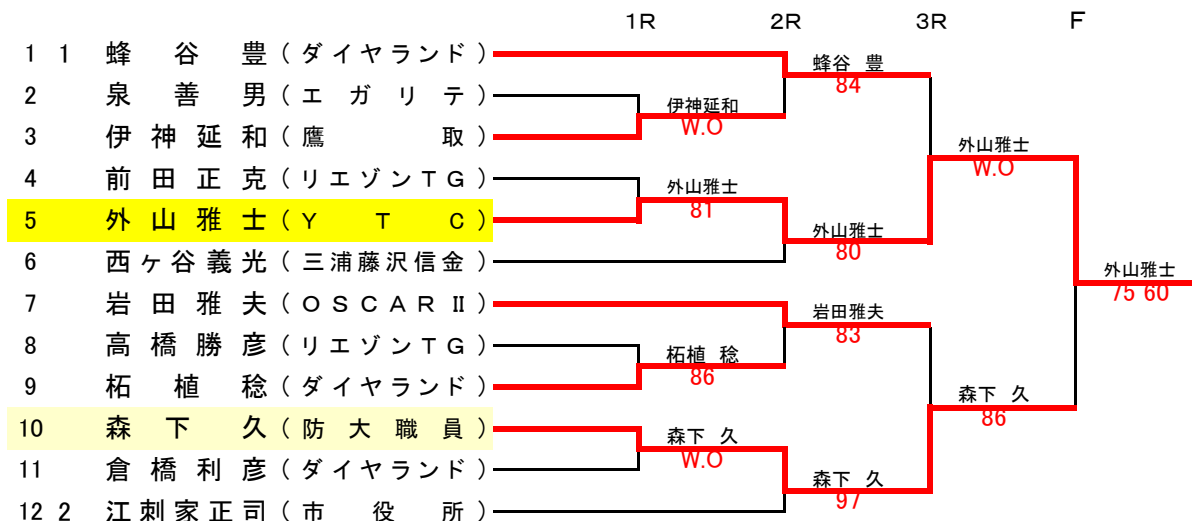 1R 2R 3R F
1 1 蜂谷 豊(ダイヤランド)
蜂谷 豊
84
2 泉 善男(エガリテ)
伊神延和
W.O
3 伊神延和(鷹取)
外山雅士
W.O
4 前田正克(リエゾンTG)
外山雅士
81
5 外山雅士(YTC)
外山雅士
80
6 西ヶ谷義光(三浦藤沢信金)
外山雅士
75 60
7 岩田雅夫(OSCARⅡ)
岩田雅夫
83
8 高橋勝彦(リエゾンTG)
柘植 稔
86
9 柘植 稔(ダイヤランド)
森下 久
86
10 森下 久(防大職員)
森下 久
W.O
11 倉橋利彦(ダイヤランド)
森下 久
97
12 2 江刺家正司(市役所)